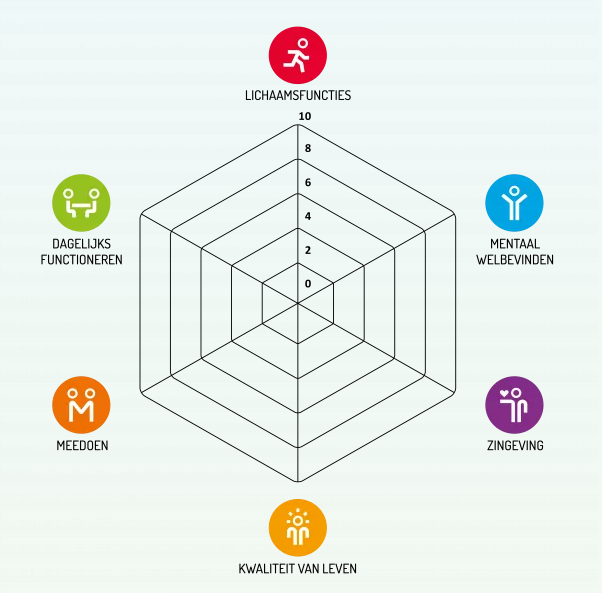 LICHAAMSFUNCTIES
10
8
6
4
2
0
DAGELIJKS
FUNCTIONEREN
MENTAAL
WELBEVINDEN
MEEDOEN
ZINGEVING
KWALITEIT VAN LEVEN